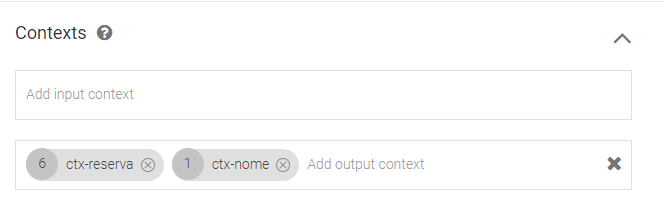 Contexts ?
Add input context
6 ctx-reserva 1 ctx-nome Add output context